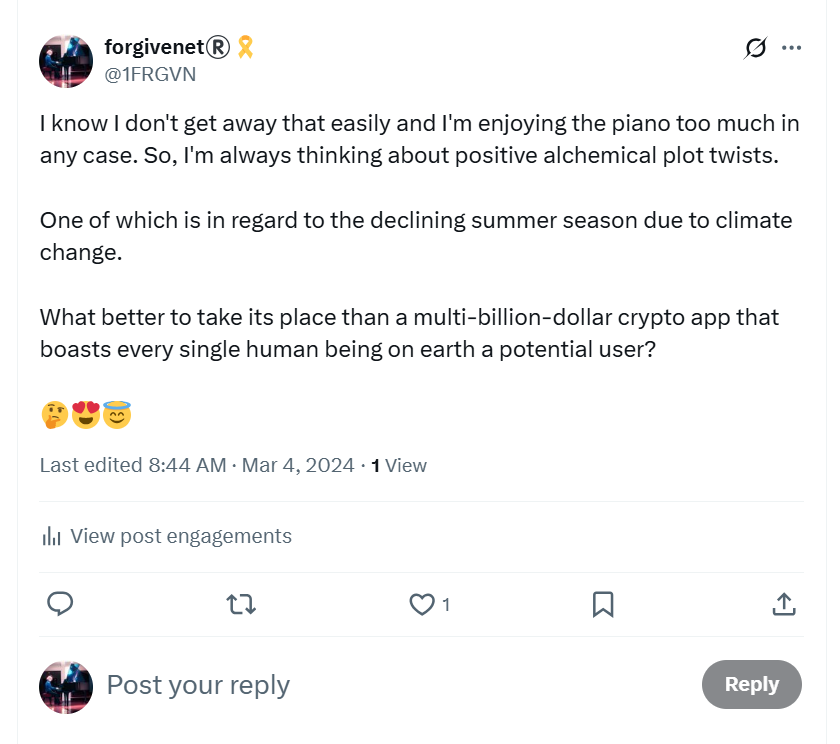 forgivenet®🎗
@1FRGVN
I know I don't get away that easily and I'm enjoying the piano too much in
any case. So, I'm always thinking about positive alchemical plot twists.
One of which is in regard to the declining summer season due to climate
change.
What better to take its place than a multi-billion-dollar crypto app that
boasts every single human being on earth a potential user?
🤔😍😇
Last edited 8:44 AM · Mar 4, 2024 · 1 View
View post engagements
1
Post your reply
Reply